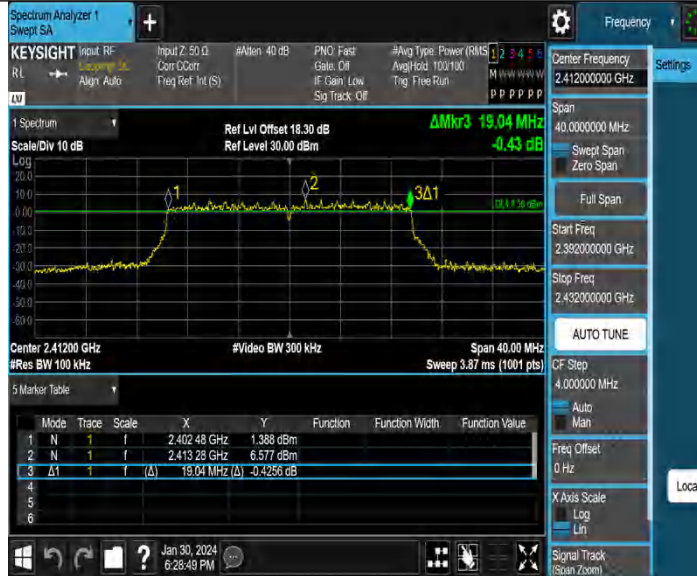 Spectrum Analyzer 1
Swept SA
+
Frequency
KEYSIGHT Input: RF Input Z: 50 Ω #Atten: 40 dB PNO: Fast #Avg Type: Power (RMS 1 2 3 4 5 6
RL Align: Auto Corr CCorr Gate: Off Avg|Hold: 100/100 M W W W W W
Freq Ref: Int (S) IF Gain: Low Trig: Free Run
LW Sig Track: Off P P P P P P
1 Spectrum
Ref Lvl Offset 18.30 dB ΔMkr3 19.04 MHz
Scale/Div 10 dB Ref Level 30.00 dBm -0.43 dB
Log
20.0
10.0
0.00
-10.0
-20.0
-30.0
-40.0
-50.0
-60.0
1
2
3Δ1
Center 2.41200 GHz #Video BW 300 kHz Span 40.00 MHz
#Res BW 100 kHz Sweep 3.87 ms (1001 pts)
5 Marker Table
Mode Trace Scale X Y Function Function Width Function Value
1 N 1 f 2.402 48 GHz 1.388 dBm
2 N 1 f 2.413 28 GHz 6.577 dBm
3 Δ1 1 f (Δ) 19.04 MHz (Δ) -0.4256 dB
4
5
6
Jan 30, 2024
6:28:49 PM
?
Center Frequency
2.412000000 GHz
Settings
Span
40.0000000 MHz
Swept Span
Zero Span
Full Span
Start Freq
2.392000000 GHz
Stop Freq
2.432000000 GHz
AUTO TUNE
CF Step
4.000000 MHz
Auto
Man
Freq Offset
0 Hz
X Axis Scale
Log
Lin
Loca
Signal Track
(Span Zoom)